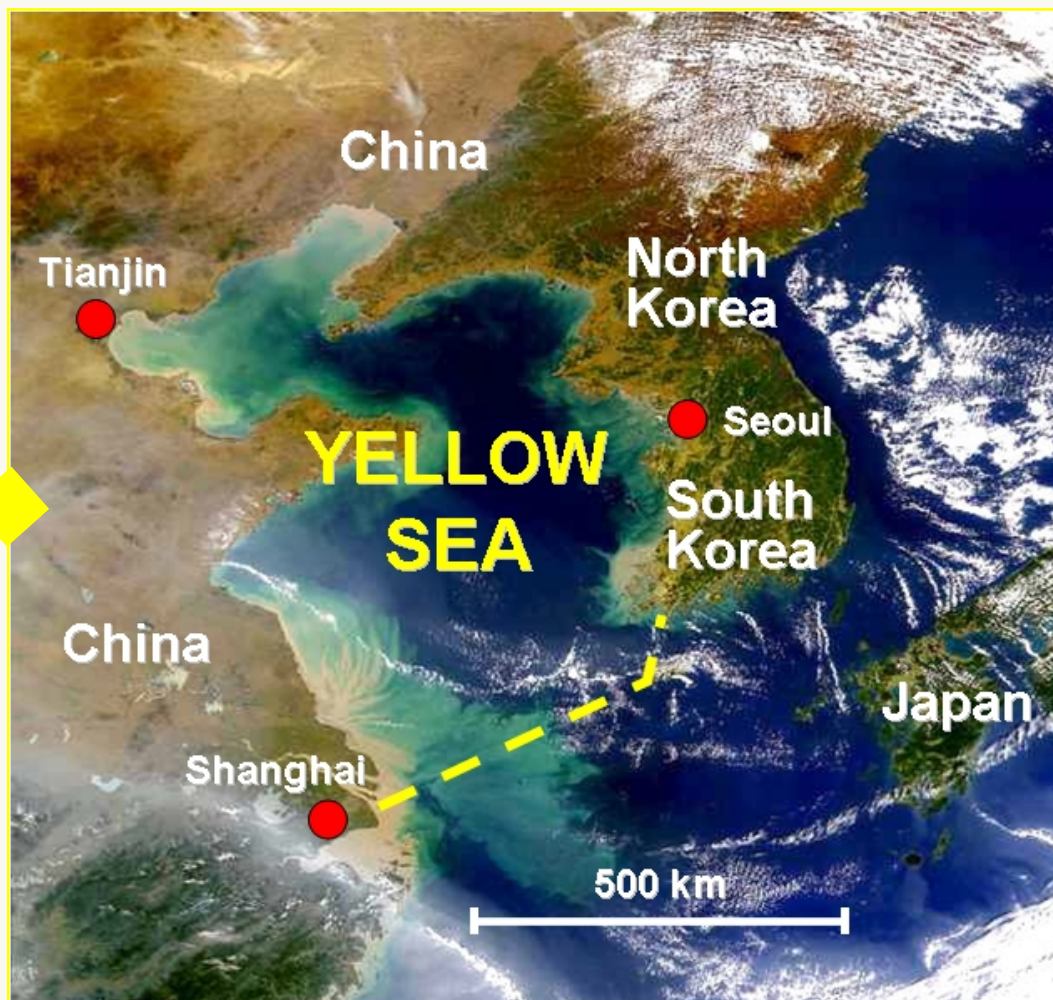 China
Tianjin
North
Korea
Seoul
YELLOW
SEA
South
Korea
China
Japan
Shanghai
500 km